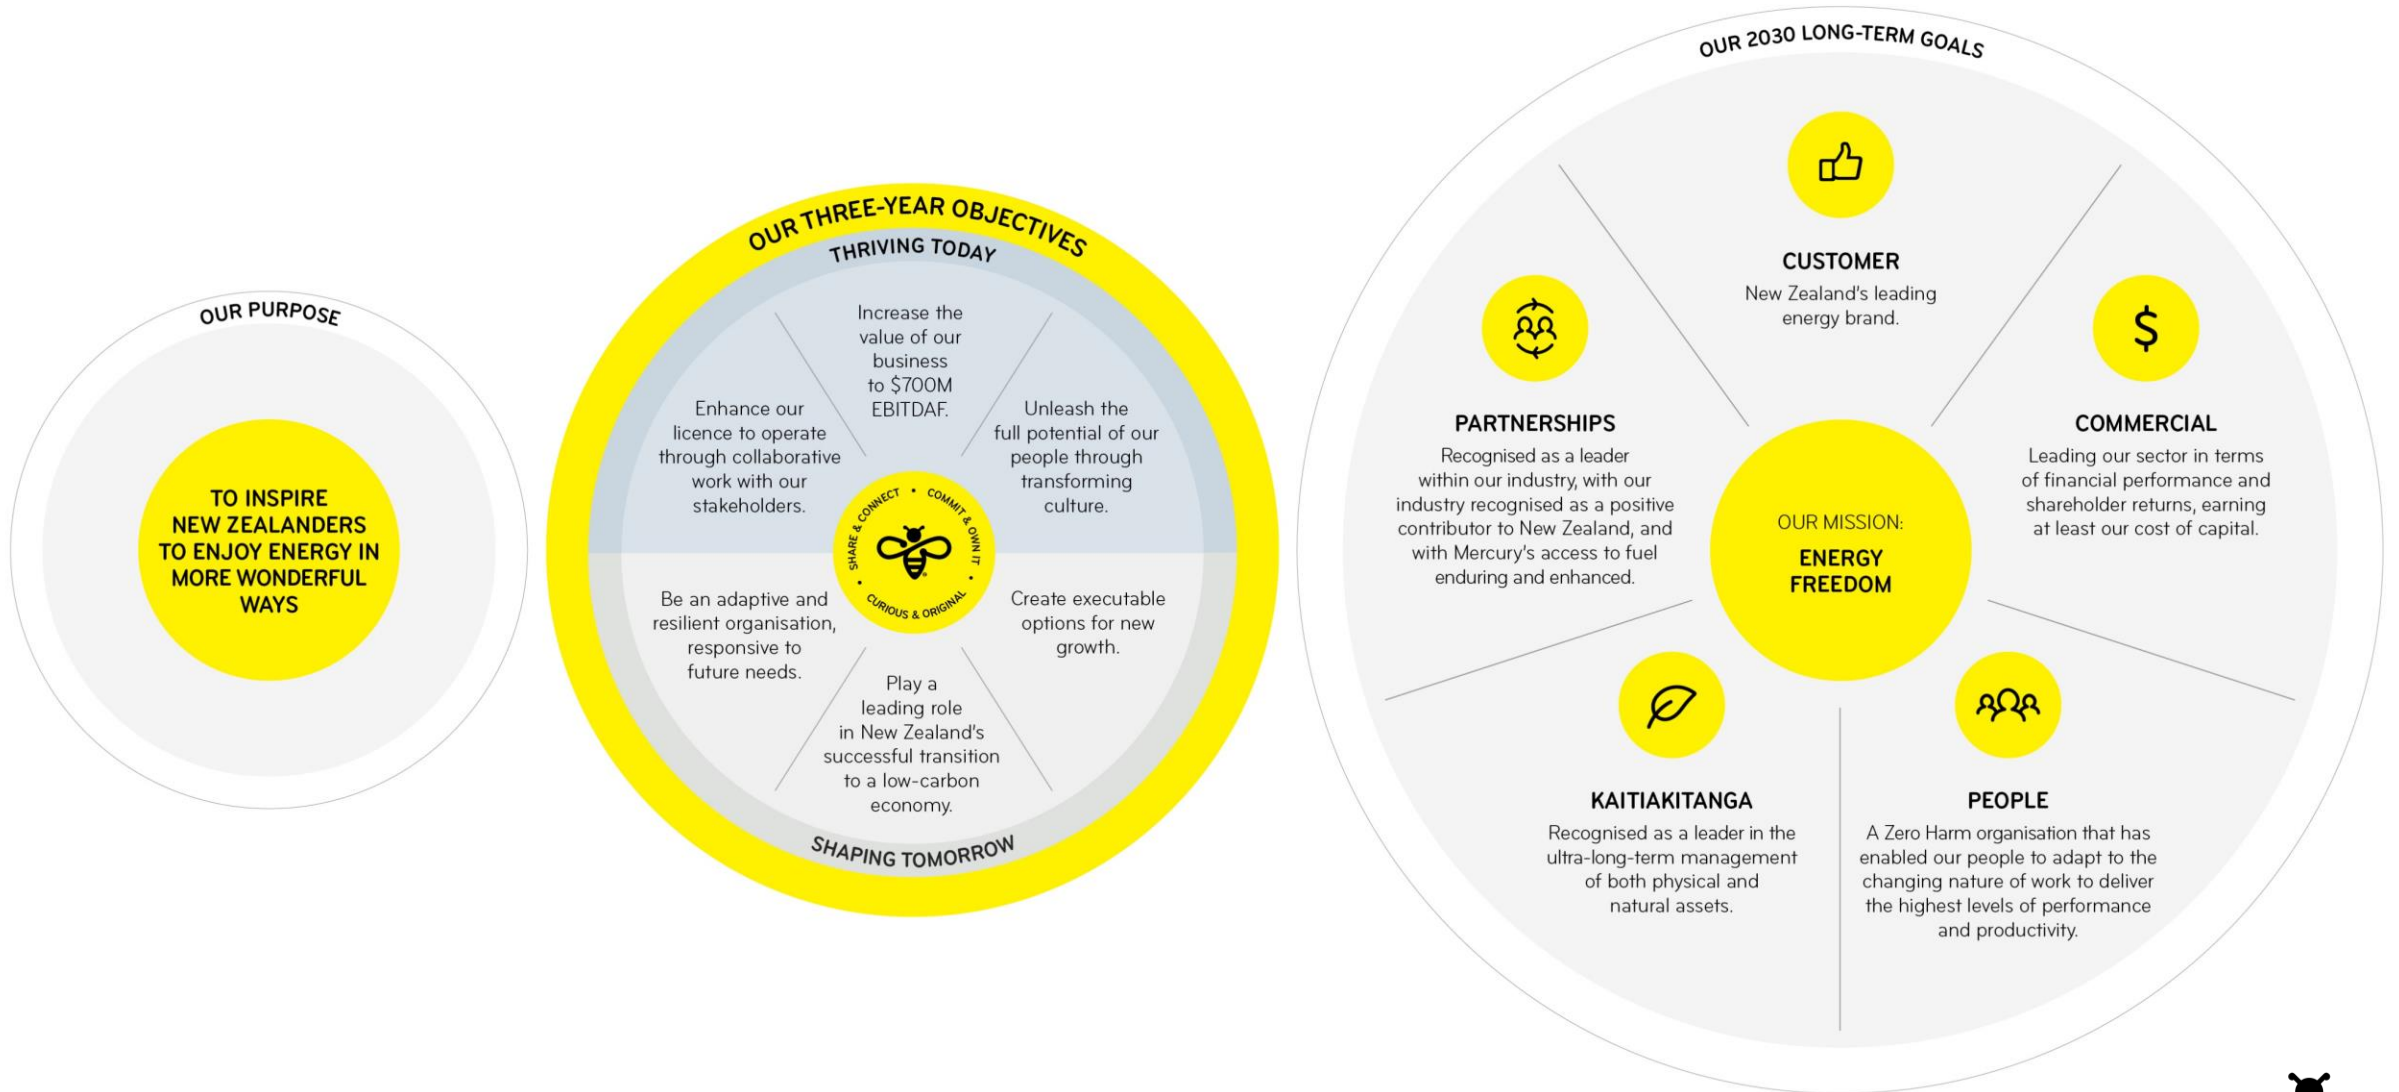 OUR PURPOSE
TO INSPIRE
NEW ZEALANDERS
TO ENJOY ENERGY IN
MORE WONDERFUL
WAYS
OUR THREE-YEAR OBJECTIVES
THRIVING TODAY
Increase the
value of our
business
to $700M
EBITDAF.
Enhance our
licence to operate
through collaborative
work with our
stakeholders.
Unleash the
full potential of our
people through
transforming
culture.
SHARE & CONNECT • COMMIT & OWN IT • CURIOUS & ORIGINAL •
Be an adaptive and
resilient organisation,
responsive to
future needs.
Create executable
options for new
growth.
Play a
leading role
in New Zealand's
successful transition
to a low-carbon
economy.
SHAPING TOMORROW
OUR 2030 LONG-TERM GOALS
CUSTOMER
New Zealand's leading
energy brand.
PARTNERSHIPS
Recognised as a leader
within our industry, with our
industry recognised as a positive
contributor to New Zealand, and
with Mercury's access to fuel
enduring and enhanced.
$
COMMERCIAL
Leading our sector in terms
of financial performance and
shareholder returns, earning
at least our cost of capital.
OUR MISSION:
ENERGY
FREEDOM
KAITIAKITANGA
Recognised as a leader in the
ultra-long-term management
of both physical and
natural assets.
PEOPLE
A Zero Harm organisation that has
enabled our people to adapt to the
changing nature of work to deliver
the highest levels of performance
and productivity.